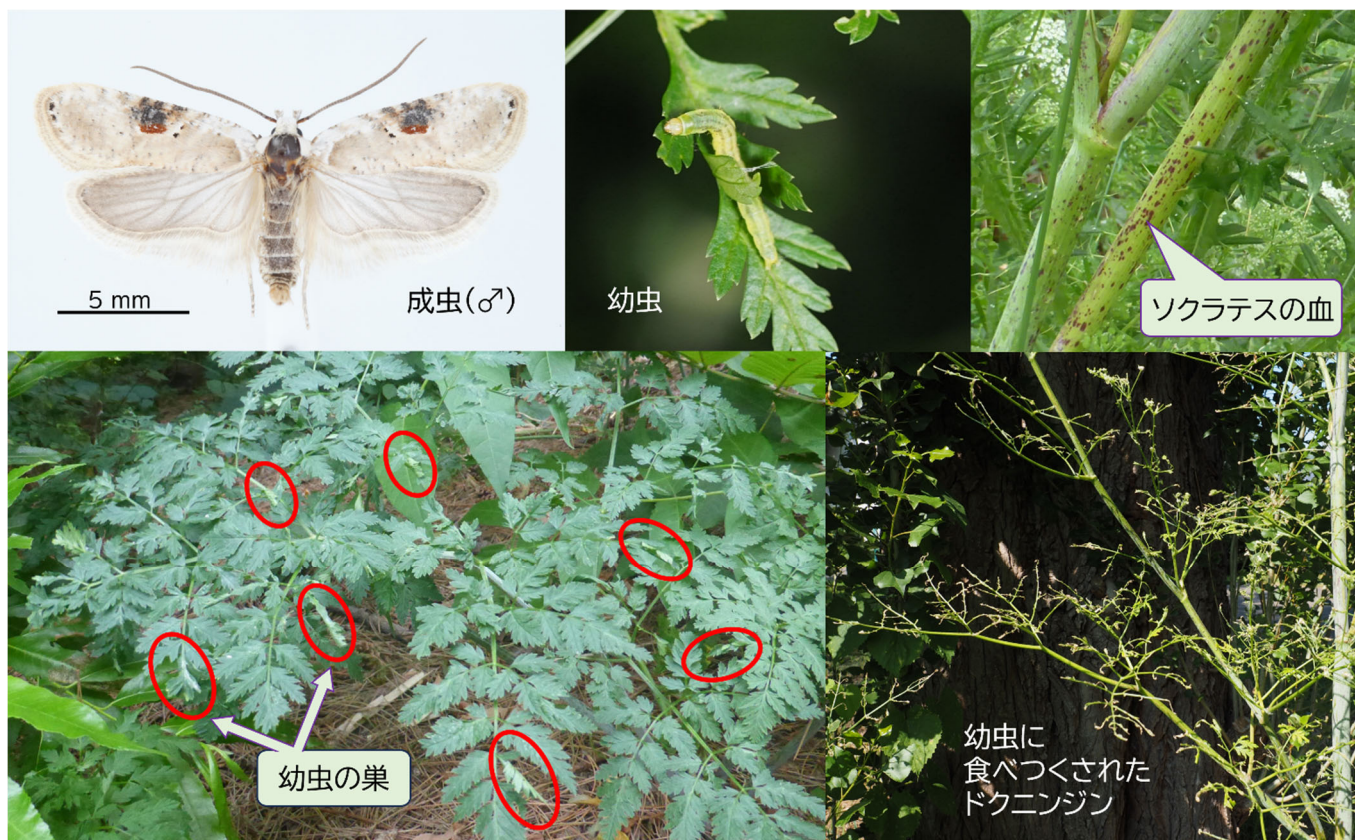 5 mm
成虫(♂)
幼虫
ソクラテスの血
幼虫の巣
幼虫に
食べつくされた
ドクニンジン